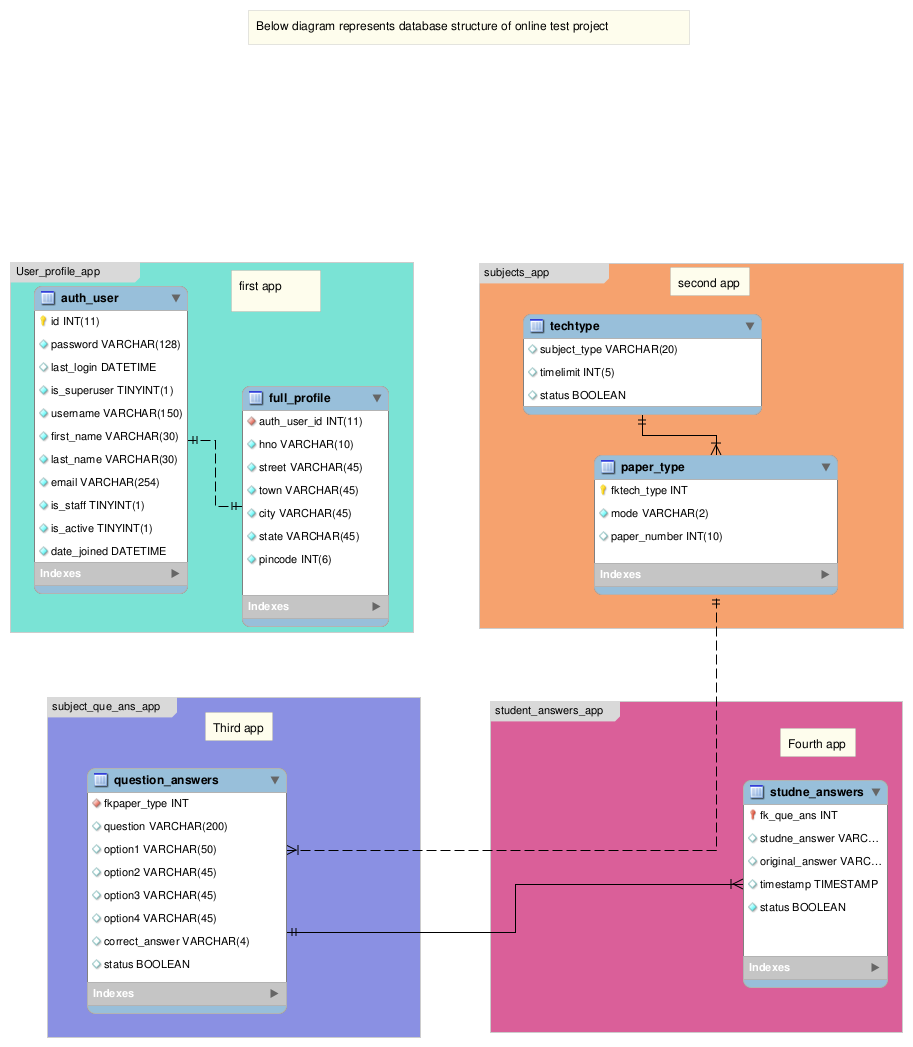 Below diagram represents database structure of online test project
User_profile_app
first app
auth_user
id INT(11)
password VARCHAR(128)
last_login DATETIME
is_superuser TINYINT(1)
username VARCHAR(150)
first_name VARCHAR(30)
last_name VARCHAR(30)
email VARCHAR(254)
is_staff TINYINT(1)
is_active TINYINT(1)
date_joined DATETIME
Indexes
full_profile
auth_user_id INT(11)
hno VARCHAR(10)
street VARCHAR(45)
town VARCHAR(45)
city VARCHAR(45)
state VARCHAR(45)
pincode INT(6)
Indexes
subjects_app
second app
techtype
subject_type VARCHAR(20)
timelimit INT(5)
status BOOLEAN
paper_type
fktech_type INT
mode VARCHAR(2)
paper_number INT(10)
Indexes
subject_que_ans_app
Third app
question_answers
fkpaper_type INT
question VARCHAR(200)
option1 VARCHAR(50)
option2 VARCHAR(45)
option3 VARCHAR(45)
option4 VARCHAR(45)
correct_answer VARCHAR(4)
status BOOLEAN
Indexes
student_answers_app
Fourth app
studne_answers
fk_que_ans INT
studne_answer VARC...
original_answer VARC...
timestamp TIMESTAMP
status BOOLEAN
Indexes